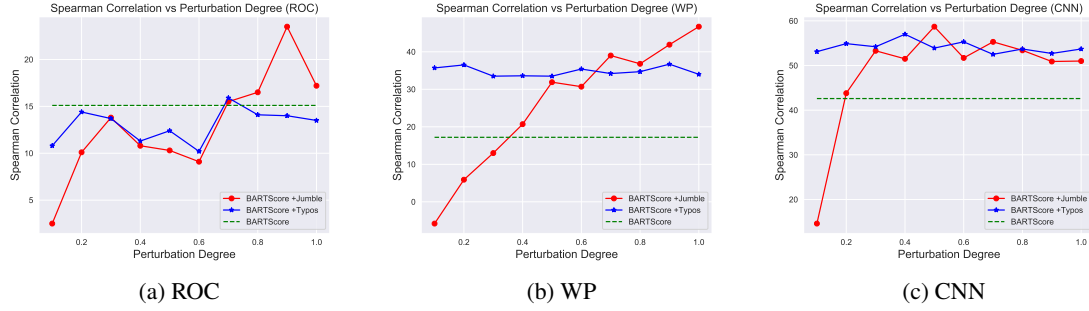 Spearman Correlation vs Perturbation Degree (ROC)
Spearman Correlation
20
15
10
5
0.2 0.4 0.6 0.8 1.0
Perturbation Degree
BARTScore +Jumble
BARTScore +Typos
BARTScore
(a) ROC
Spearman Correlation vs Perturbation Degree (WP)
Spearman Correlation
40
30
20
10
0
0.2 0.4 0.6 0.8 1.0
Perturbation Degree
BARTScore +Jumble
BARTScore +Typos
BARTScore
(b) WP
Spearman Correlation vs Perturbation Degree (CNN)
Spearman Correlation
60
50
40
30
20
0.2 0.4 0.6 0.8 1.0
Perturbation Degree
BARTScore +Jumble
BARTScore +Typos
BARTScore
(c) CNN